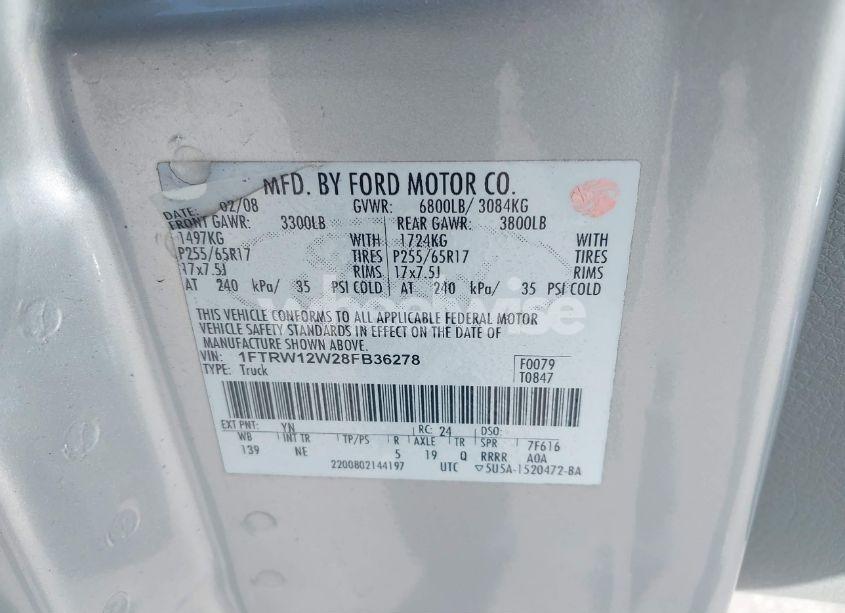 MFD. BY FORD MOTOR CO.
DATE: 02/08 GVWR: 6800LB/ 3084KG
FRONT GAWR: 3300LB REAR GAWR: 3800LB
1497KG WITH 1724KG WITH
P255/65R17 TIRES P255/65R17 TIRES
17x7.5J RIMS 17x7.5J RIMS
AT 240 kPa/ 35 PSI COLD AT 240 kPa/ 35 PSI COLD
wheelwise
THIS VEHICLE CONFORMS TO ALL APPLICABLE FEDERAL MOTOR
VEHICLE SAFETY STANDARDS IN EFFECT ON THE DATE OF
MANUFACTURE SHOWN ABOVE.
VIN: 1FTRW12W28FB36278 F0079
TYPE: Truck T0847
EXT PNT: YN RC: 24 DSO:
WB INT TR TP/PS R AXLE TR SPR 7F616
139 NE 5 19 Q RRRR A0A
2200802144197 UTC ▽5U5A-1520472-BA